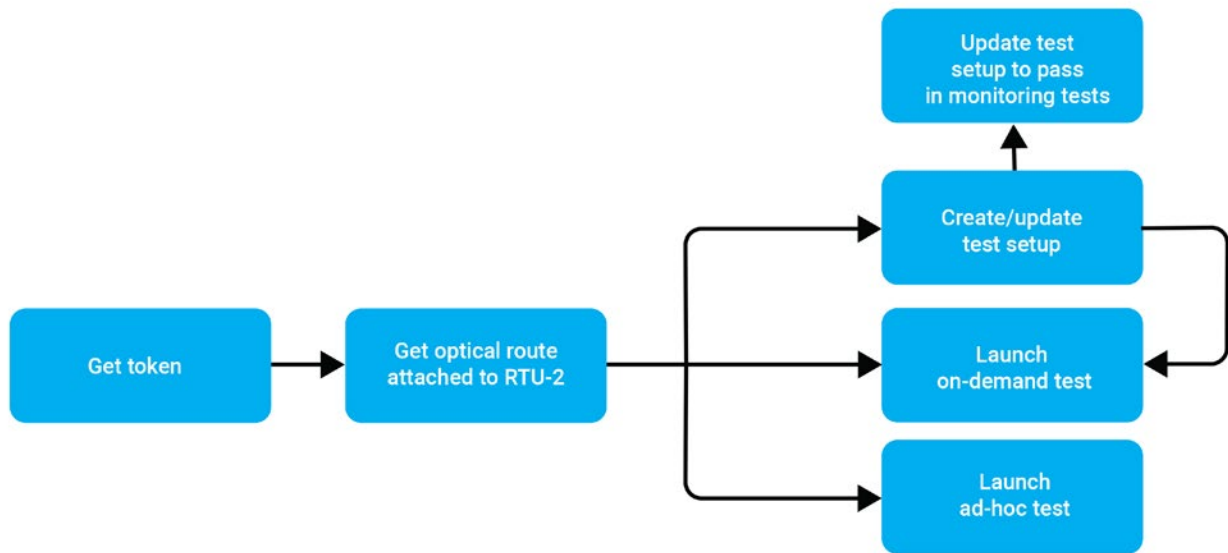 Update test
setup to pass
in monitoring tests
Create/update
test setup
Get token
Get optical route
attached to RTU-2
Launch
on-demand test
Launch
ad-hoc test